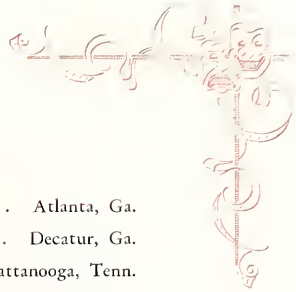 . Atlanta, Ga.
. Decatur, Ga.
attanooga, Tenn.